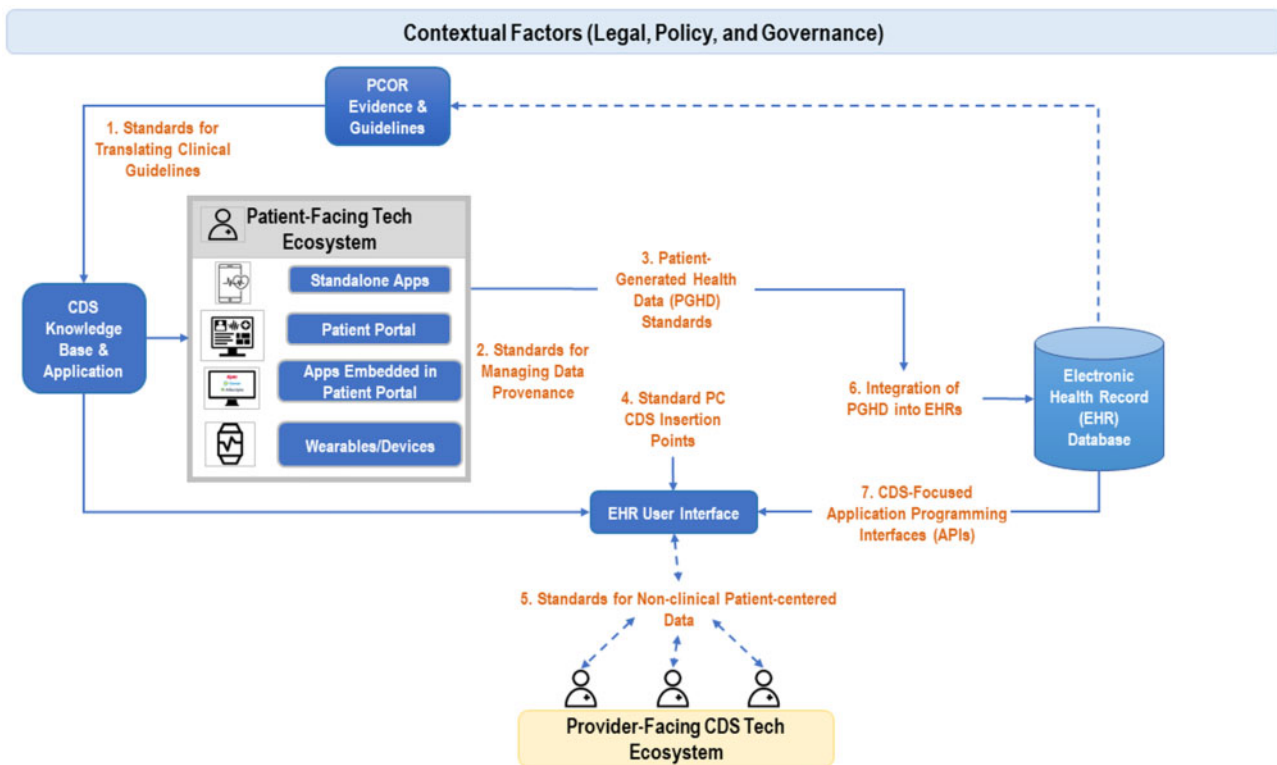 Contextual Factors (Legal, Policy, and Governance)
PCOR
Evidence &
Guidelines
1. Standards for
Translating Clinical
Guidelines
Patient-Facing Tech
Ecosystem
Standalone Apps
Patient Portal
Apps Embedded in
Patient Portal
Wearables/Devices
CDS
Knowledge
Base &
Application
2. Standards for
Managing Data
Provenance
3. Patient-
Generated Health
Data (PGHD)
Standards
4. Standard PC
CDS Insertion
Points
6. Integration of
PGHD into EHRs
Electronic
Health Record
(EHR)
Database
EHR User Interface
7. CDS-Focused
Application Programming
Interfaces (APIs)
5. Standards for Non-clinical Patient-centered
Data
Provider-Facing CDS Tech
Ecosystem